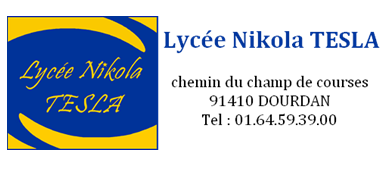 Lycée Nikola
TESLA
Lycée Nikola TESLA
chemin du champ de courses
91410 DOURDAN
Tel : 01.64.59.39.00